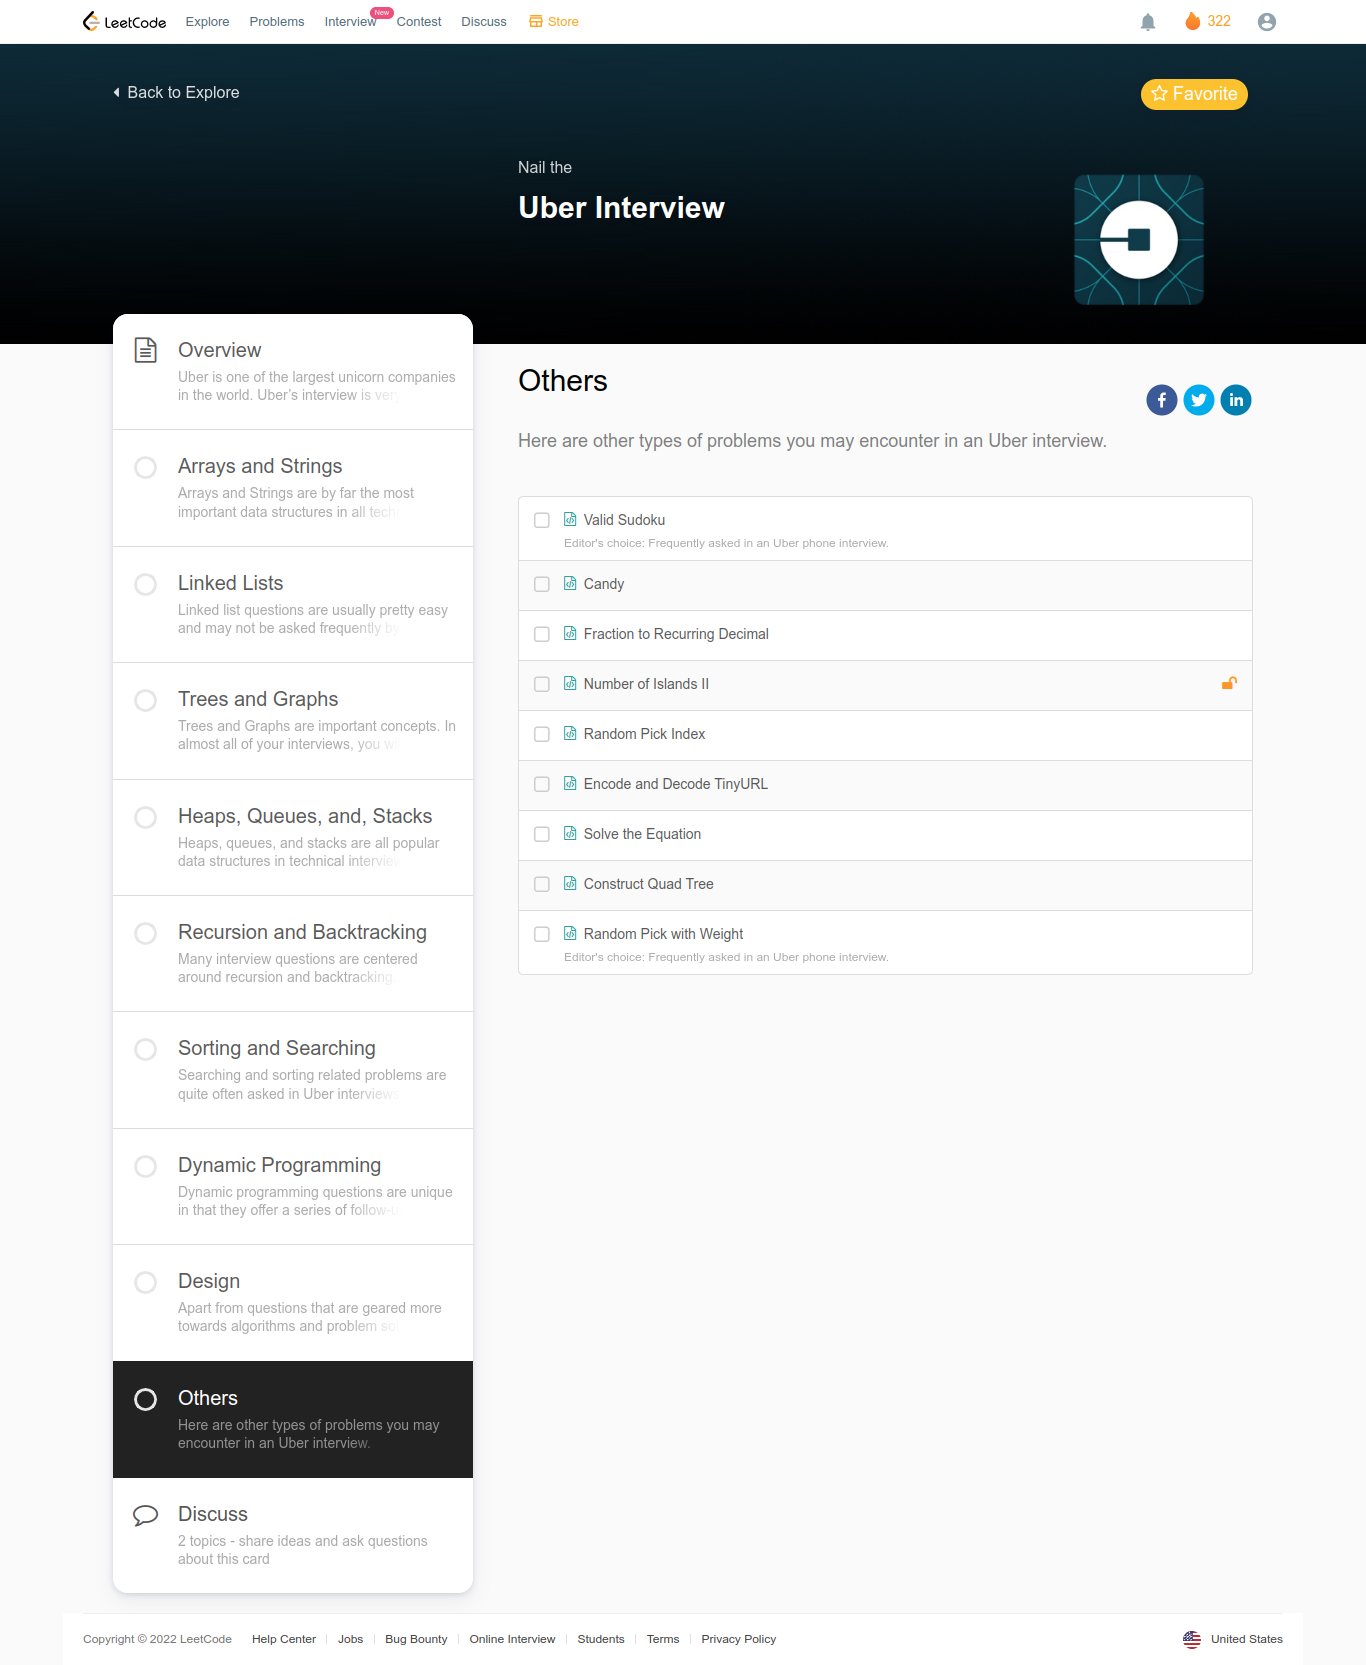 LeetCode
Explore
Problems
Interview
New
Contest
Discuss
Store
322
Back to Explore
Favorite
Nail the
Uber Interview
Overview
Uber is one of the largest unicorn companies
in the world. Uber's interview is very
Arrays and Strings
Arrays and Strings are by far the most
important data structures in all tech
Linked Lists
Linked list questions are usually pretty easy
and may not be asked frequently by
Trees and Graphs
Trees and Graphs are important concepts. In
almost all of your interviews, you
Heaps, Queues, and, Stacks
Heaps, queues, and stacks are all popular
data structures in technical interview
Recursion and Backtracking
Many interview questions are centered
around recursion and backtracking
Sorting and Searching
Searching and sorting related problems are
quite often asked in Uber interviews
Dynamic Programming
Dynamic programming questions are unique
in that they offer a series of follow-
Design
Apart from questions that are geared more
towards algorithms and problem
Others
Here are other types of problems you may
encounter in an Uber interview.
Discuss
2 topics - share ideas and ask questions
about this card
Others
Here are other types of problems you may encounter in an Uber interview.
Valid Sudoku
Editor's choice: Frequently asked in an Uber phone interview.
Candy
Fraction to Recurring Decimal
Number of Islands II
Random Pick Index
Encode and Decode TinyURL
Solve the Equation
Construct Quad Tree
Random Pick with Weight
Editor's choice: Frequently asked in an Uber phone interview.
Copyright © 2022 LeetCode
Help Center
Jobs
Bug Bounty
Online Interview
Students
Terms
Privacy Policy
United States